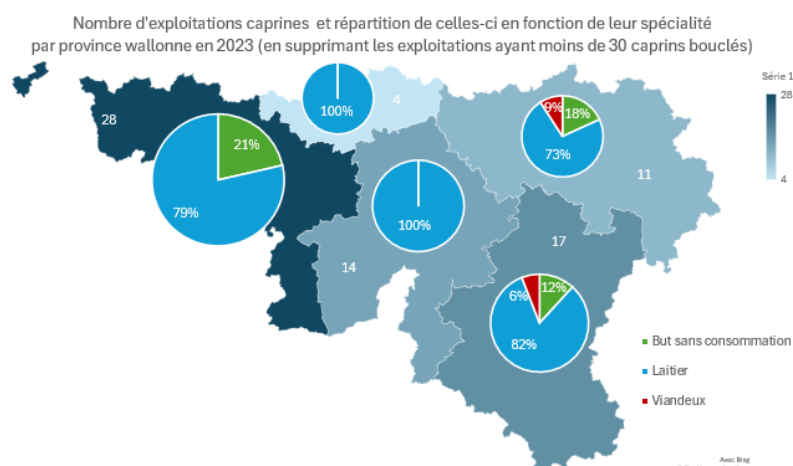 Nombre d'exploitations caprines et répartition de celles-ci en fonction de leur spécialité
par province wallonne en 2023 (en supprimant les exploitations ayant moins de 30 caprins bouclés)
Série 1
28
4
28
21%
79%
100%
4
9%
18%
73%
11
100%
14
17
6%
12%
82%
But sans consommation
Laitier
Viandeux
Avec Bing